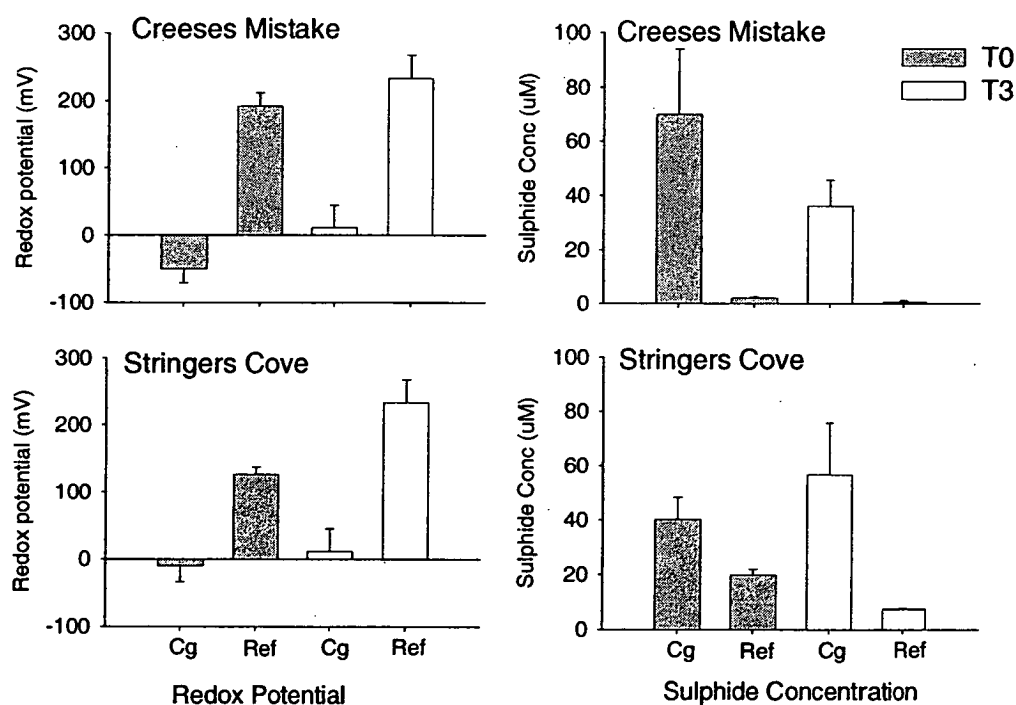 Creeses Mistake
Redox potential (mV)
300
200
100
0
-100
Creeses Mistake
Sulphide Conc (uM)
100
80
60
40
20
0
T0
T3
Stringers Cove
Redox potential (mV)
300
200
100
0
-100
Cg Ref Cg Ref
Redox Potential
Stringers Cove
Sulphide Conc (uM)
100
80
60
40
20
0
Cg Ref Cg Ref
Sulphide Concentration